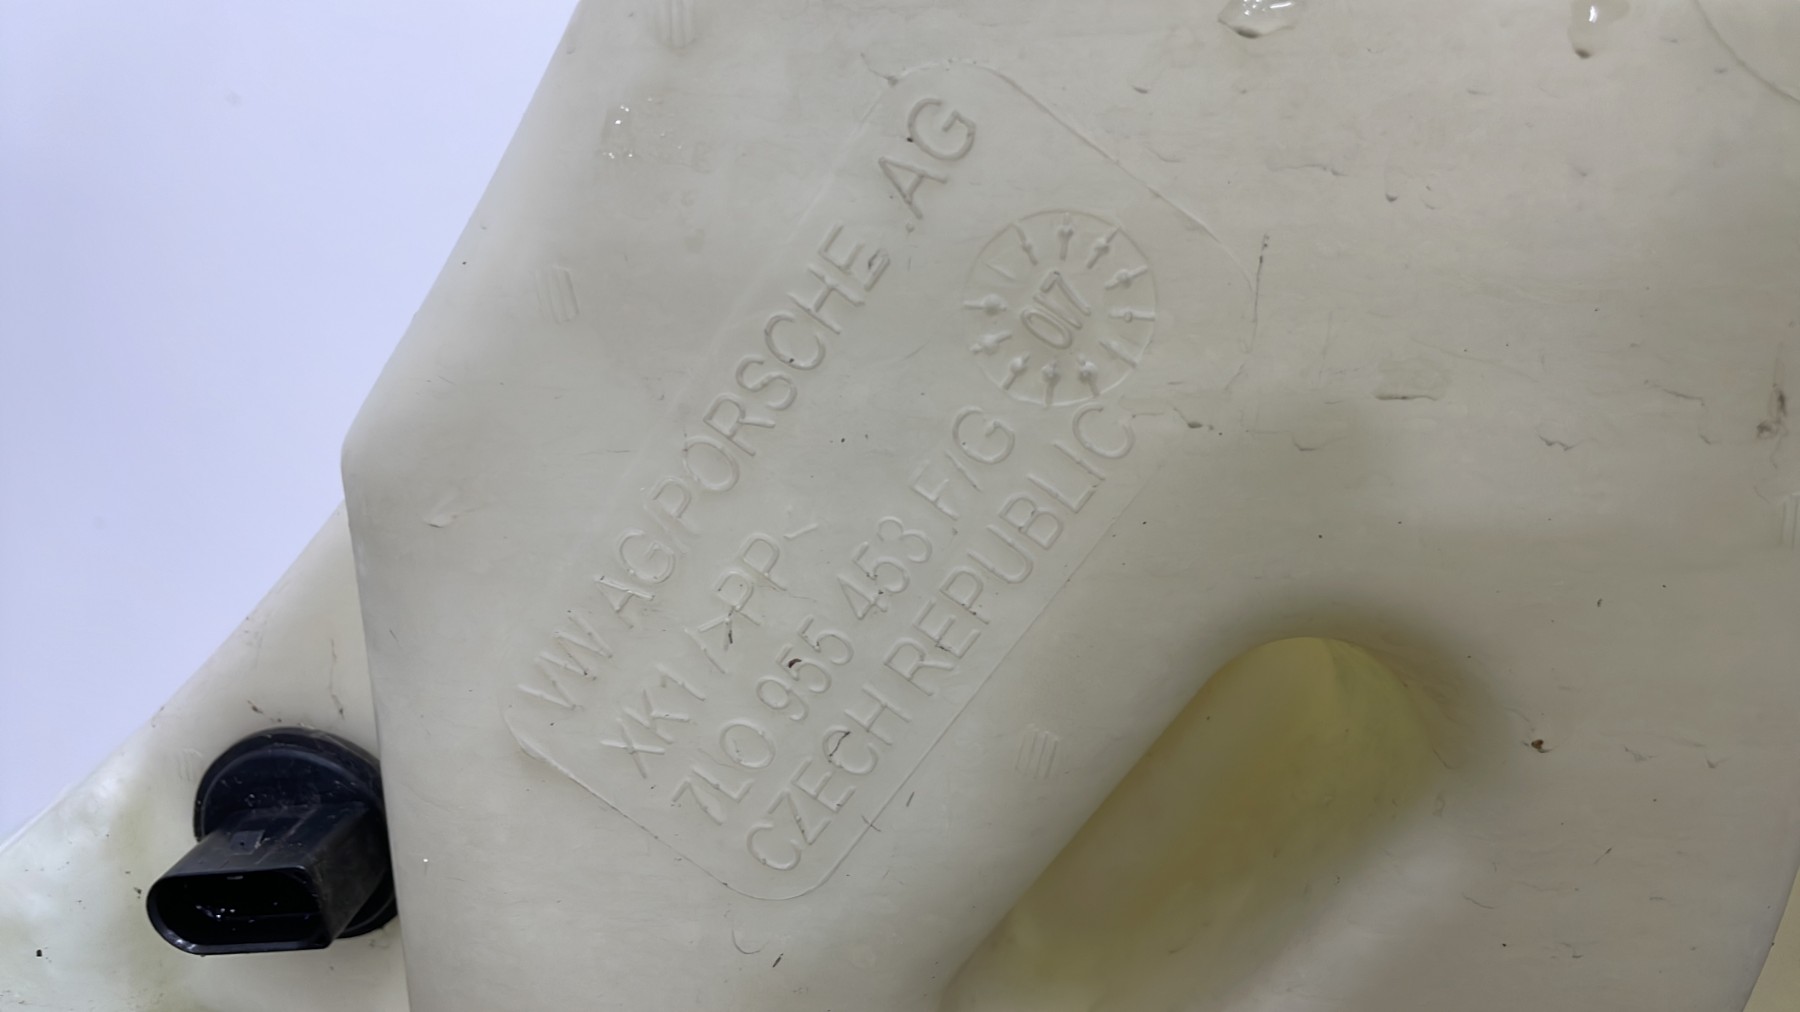 VW AG/PORSCHE AG
XK1 />PP<
7L0 955 453 F/G
CZECH REPUBLIC
017